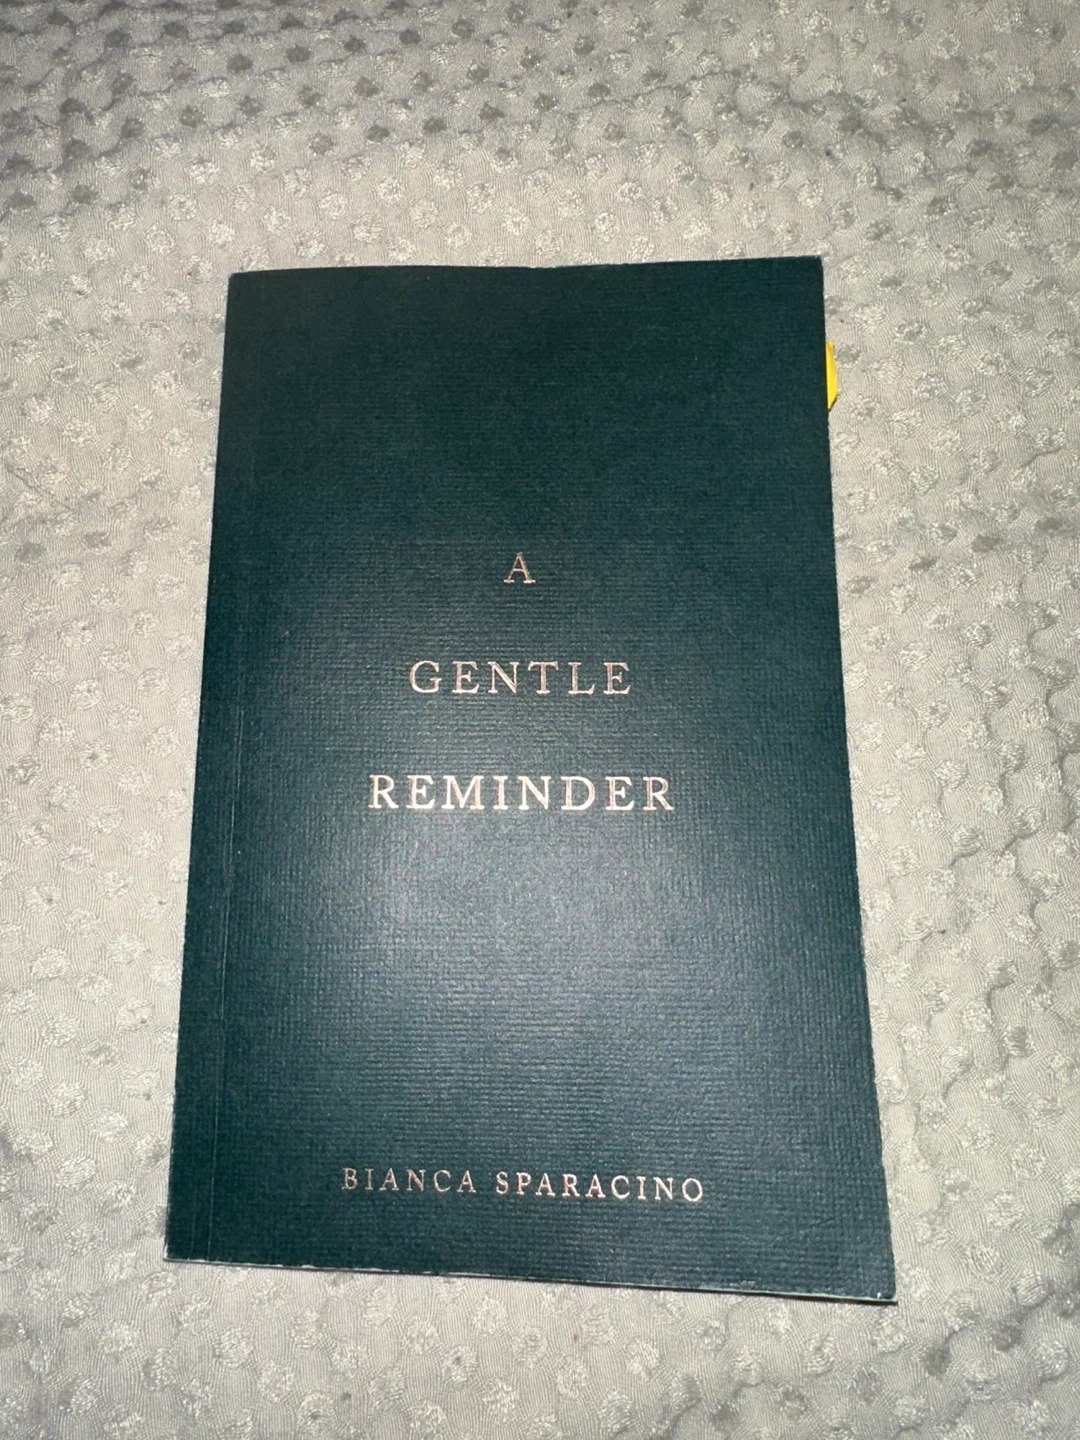 A
GENTLE
REMINDER
BIANCA SPARACINO